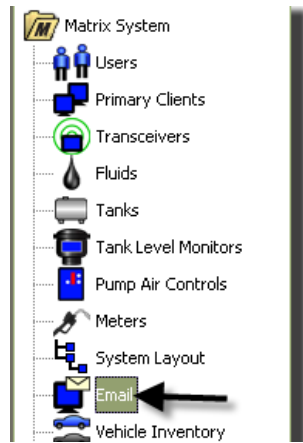 Matrix System
Users
Primary Clients
Transceivers
Fluids
Tanks
Tank Level Monitors
Pump Air Controls
Meters
System Layout
Email
Vehicle Inventory